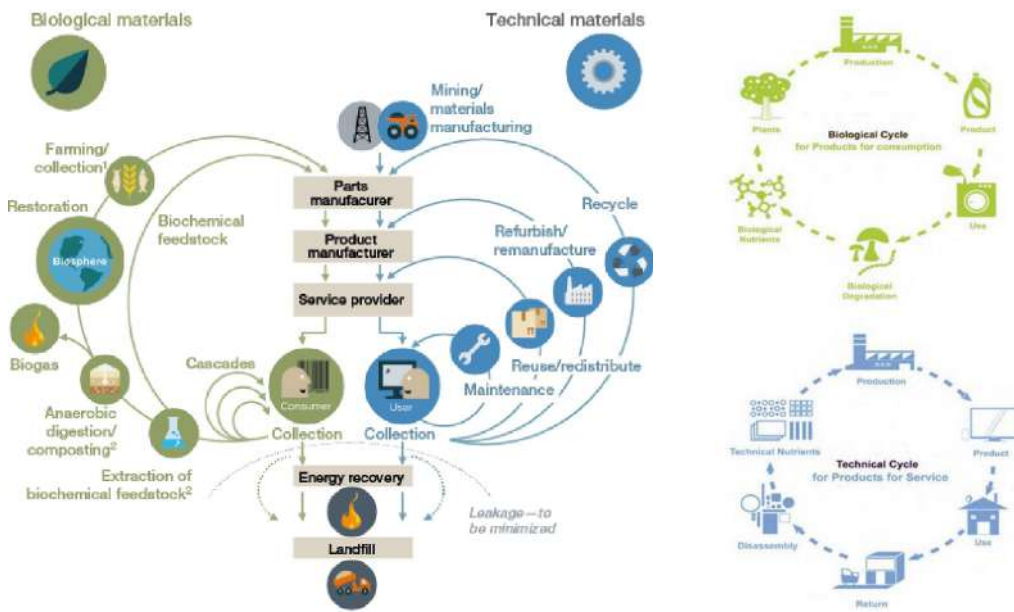 Biological materials
Technical materials
Mining/
materials
manufacturing
Farming/
collection1
Restoration
Biosphere
Biochemical
feedstock
Parts
manufacurer
Product
manufacturer
Service provider
Recycle
Refurbish/
remanufacture
Reuse/redistribute
Maintenance
Biogas
Cascades
Consumer
User
Collection
Collection
Anaerobic
digestion/
composting2
Extraction of
biochemical feedstock2
Energy recovery
Leakage—to
be minimized
Landfill
Production
Plants
Product
Biological Cycle
for Products for consumption
Biological
Nutrients
Use
Biological
Degradation
Production
Technical Nutrients
Product
Technical Cycle
for Products for Service
Disassembly
Use
Return